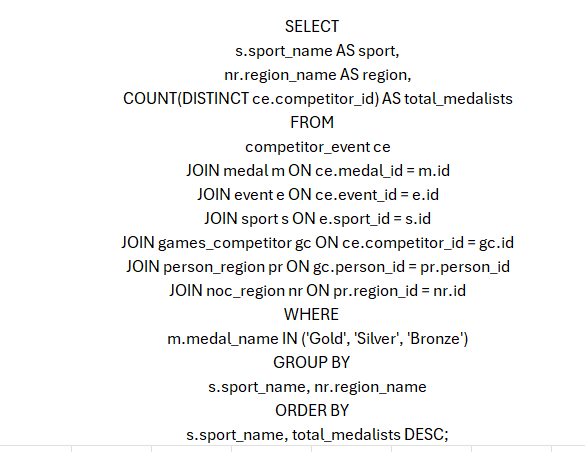 SELECT
s.sport_name AS sport,
nr.region_name AS region,
COUNT(DISTINCT ce.competitor_id) AS total_medalists
FROM
competitor_event ce
JOIN medal m ON ce.medal_id = m.id
JOIN event e ON ce.event_id = e.id
JOIN sport s ON e.sport_id = s.id
JOIN games_competitor gc ON ce.competitor_id = gc.id
JOIN person_region pr ON gc.person_id = pr.person_id
JOIN noc_region nr ON pr.region_id = nr.id
WHERE
m.medal_name IN ('Gold', 'Silver', 'Bronze')
GROUP BY
s.sport_name, nr.region_name
ORDER BY
s.sport_name, total_medalists DESC;